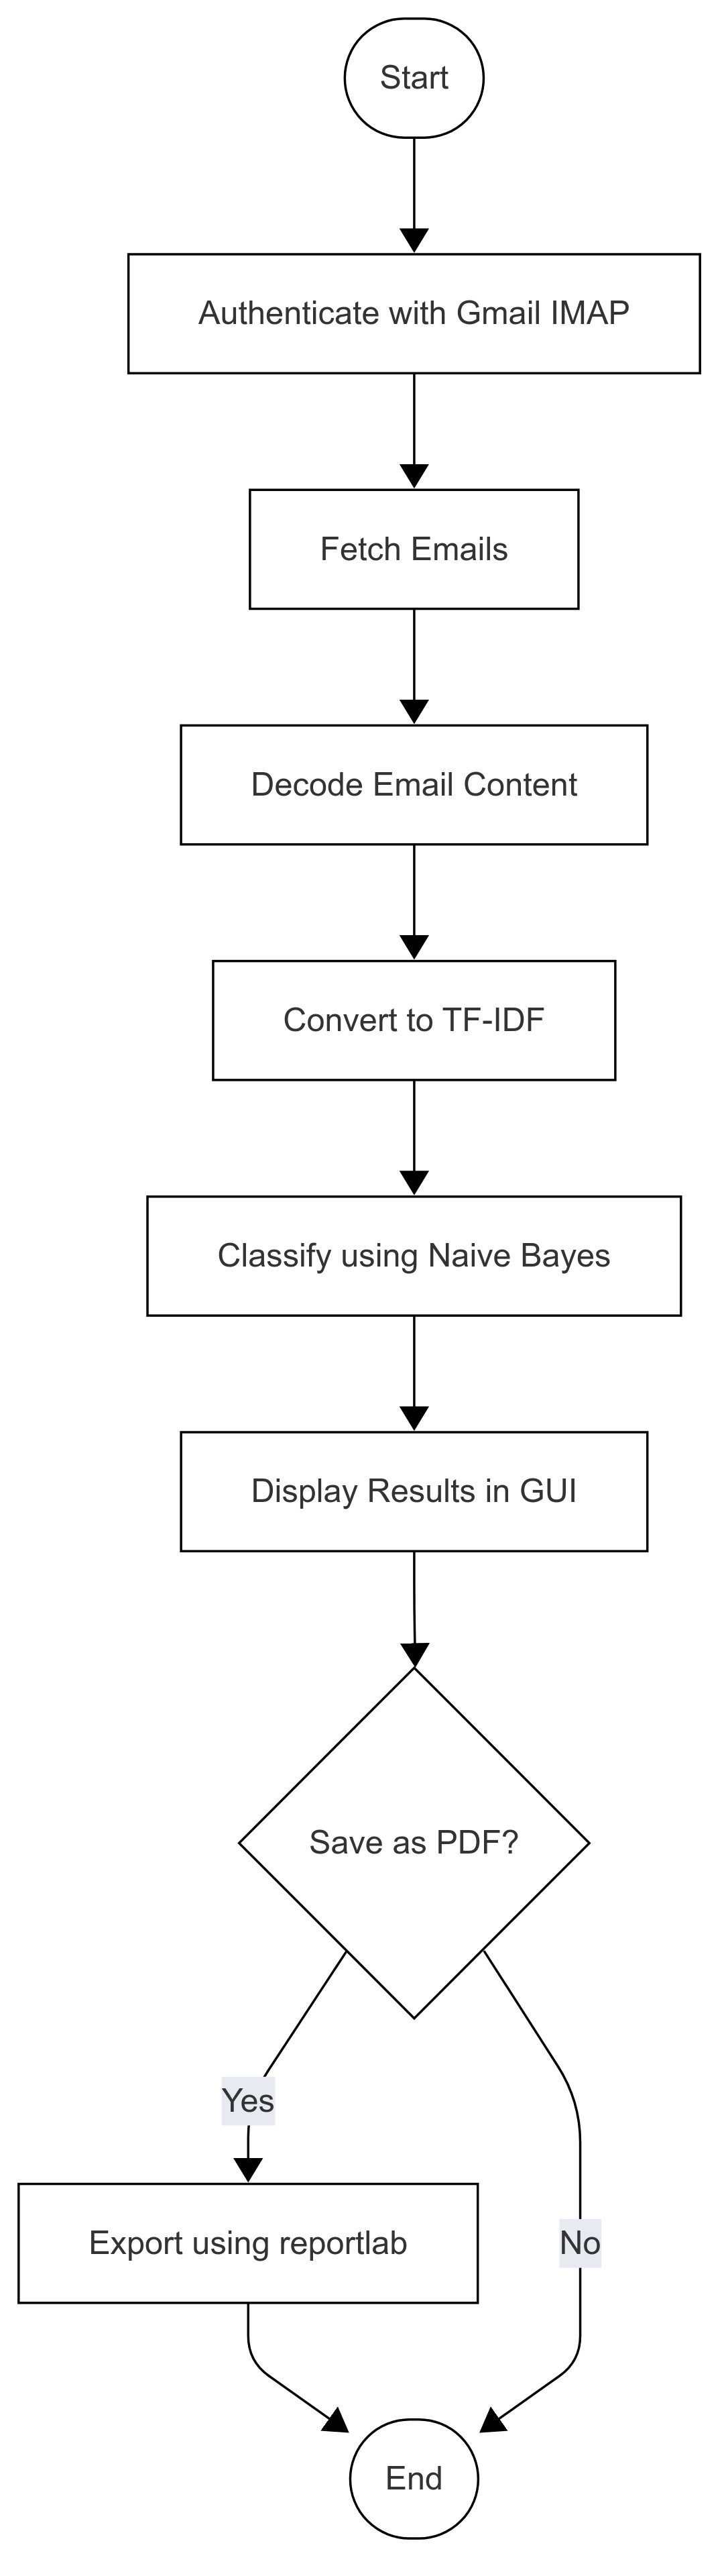 Start
Authenticate with Gmail IMAP
Fetch Emails
Decode Email Content
Convert to TF-IDF
Classify using Naive Bayes
Display Results in GUI
Save as PDF?
Yes
Export using reportlab
No
End